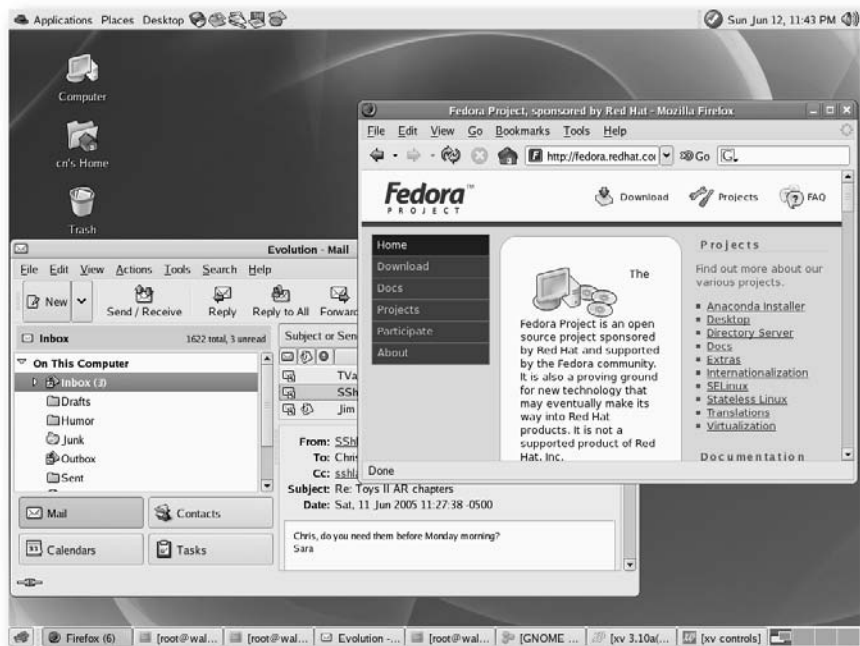 Applications Places Desktop
Sun Jun 12, 11:43 PM
Computer
cn's Home
Trash
Fedora Project, sponsored by Red Hat - Mozilla Firefox
File Edit View Go Bookmarks Tools Help
http://fedora.redhat.co
Go
G
Fedora™
PROJECT
Download
Projects
FAQ
Home
Download
Docs
Projects
Participate
About
The
Fedora Project is an open
source project sponsored
by Red Hat and supported
by the Fedora community.
It is also a proving ground
for new technology that
may eventually make its
way into Red Hat
products. It is not a
supported product of Red
Hat, Inc.
Projects
Find out more about our
various projects.
Anaconda Installer
Desktop
Directory Server
Docs
Extras
Internationalization
SELinux
Stateless Linux
Translations
Virtualization
Documentation
Done
Evolution - Mail
File Edit View Actions Tools Search Help
New
Send / Receive
Reply
Reply to All
Forward
Inbox
1622 total, 3 unread
Subject or Sen
On This Computer
Inbox (3)
Drafts
Humor
Junk
Outbox
Sent
TVa
SSh
Jim
From: SShl
To: Chris
Cc: sshla
Subject: Re: Toys II AR chapters
Date: Sat, 11 Jun 2005 11:27:38 -0500
Chris, do you need them before Monday morning?
Sara
Mail
Contacts
Calendars
Tasks
Firefox (6)
[root@wal...
[root@wal...
Evolution -...
[root@wal...
[GNOME ...
[xv 3.10a(...
[xv controls]